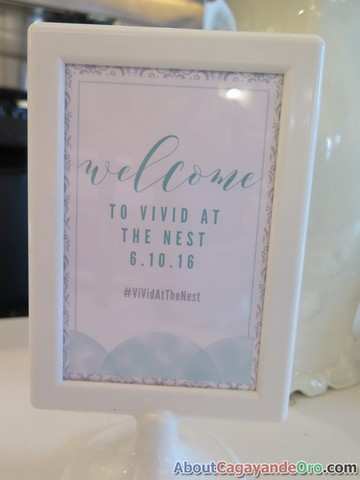 welcome
TO VIVID AT
THE NEST
6.10.16
#ViVidAtTheNest
AboutCagayandeOro.com